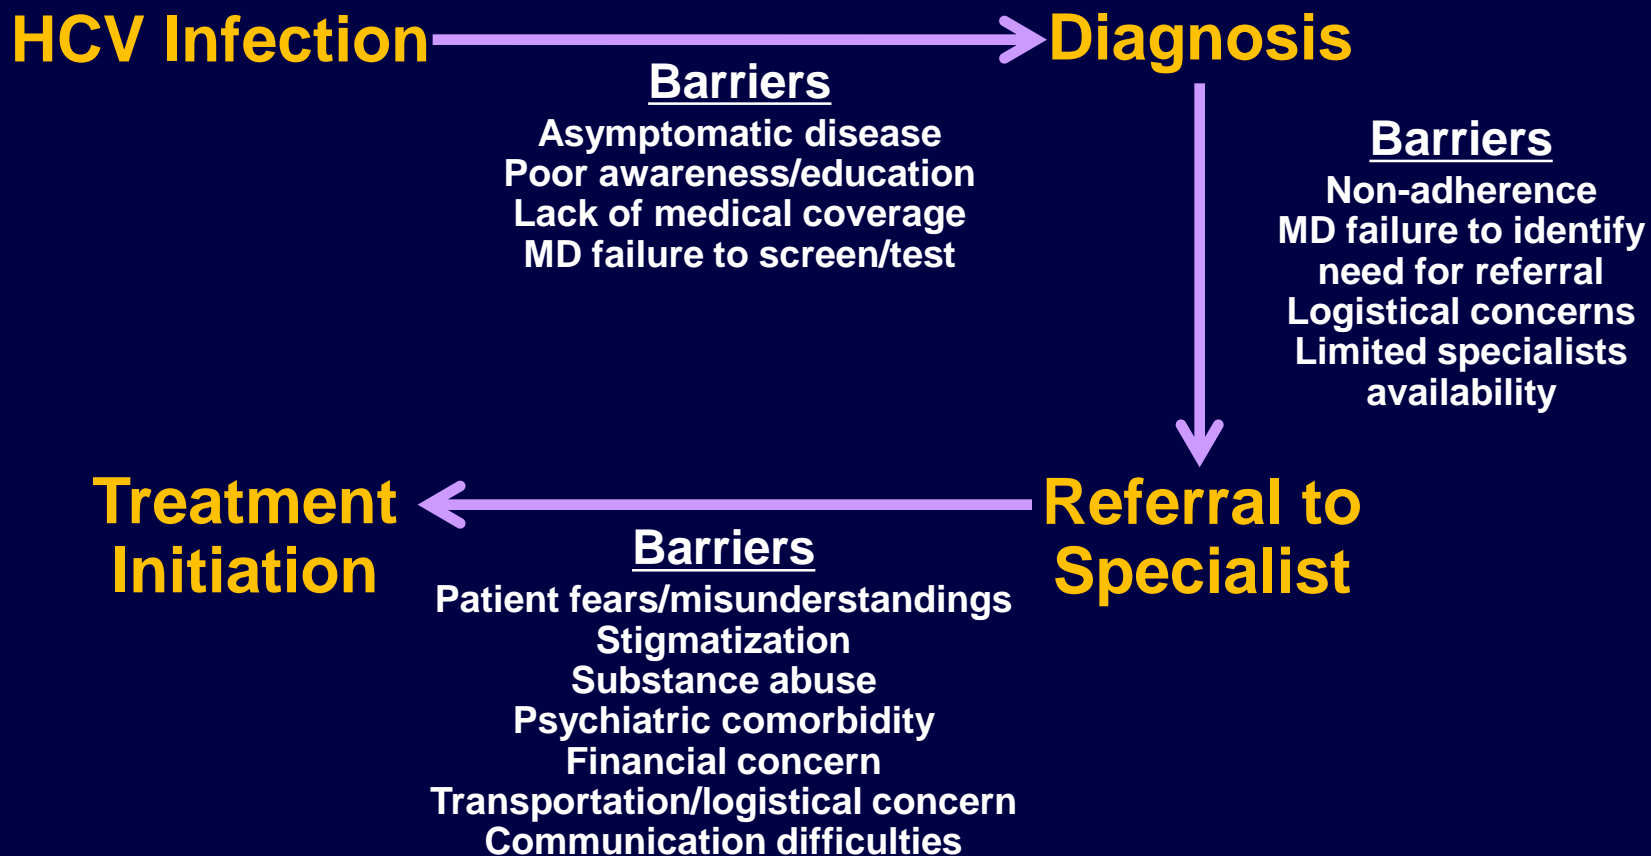 HCV Infection
Diagnosis
Barriers
Asymptomatic disease
Poor awareness/education
Lack of medical coverage
MD failure to screen/test
Barriers
Non-adherence
MD failure to identify
need for referral
Logistical concerns
Limited specialists
availability
Referral to
Specialist
Barriers
Patient fears/misunderstandings
Stigmatization
Substance abuse
Psychiatric comorbidity
Financial concern
Transportation/logistical concern
Communication difficulties
Treatment
Initiation